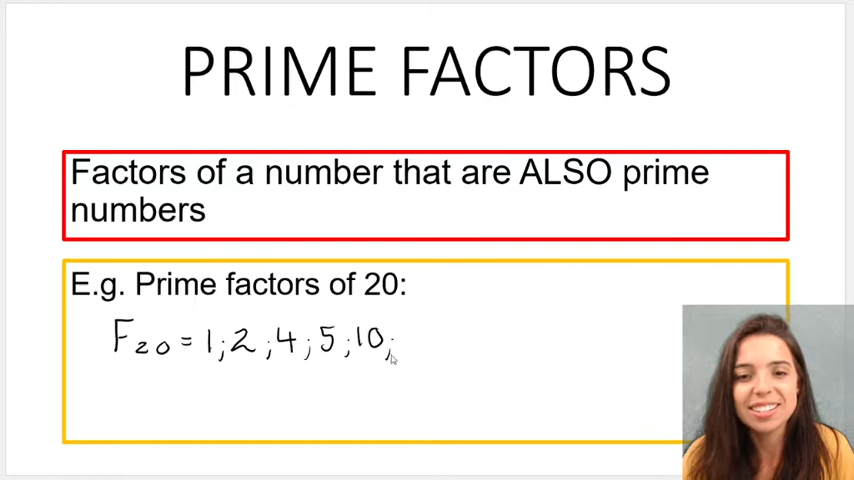 PRIME FACTORS
Factors of a number that are ALSO prime
numbers
E.g. Prime factors of 20:
F₂₀ = 1;2;4;5;10;